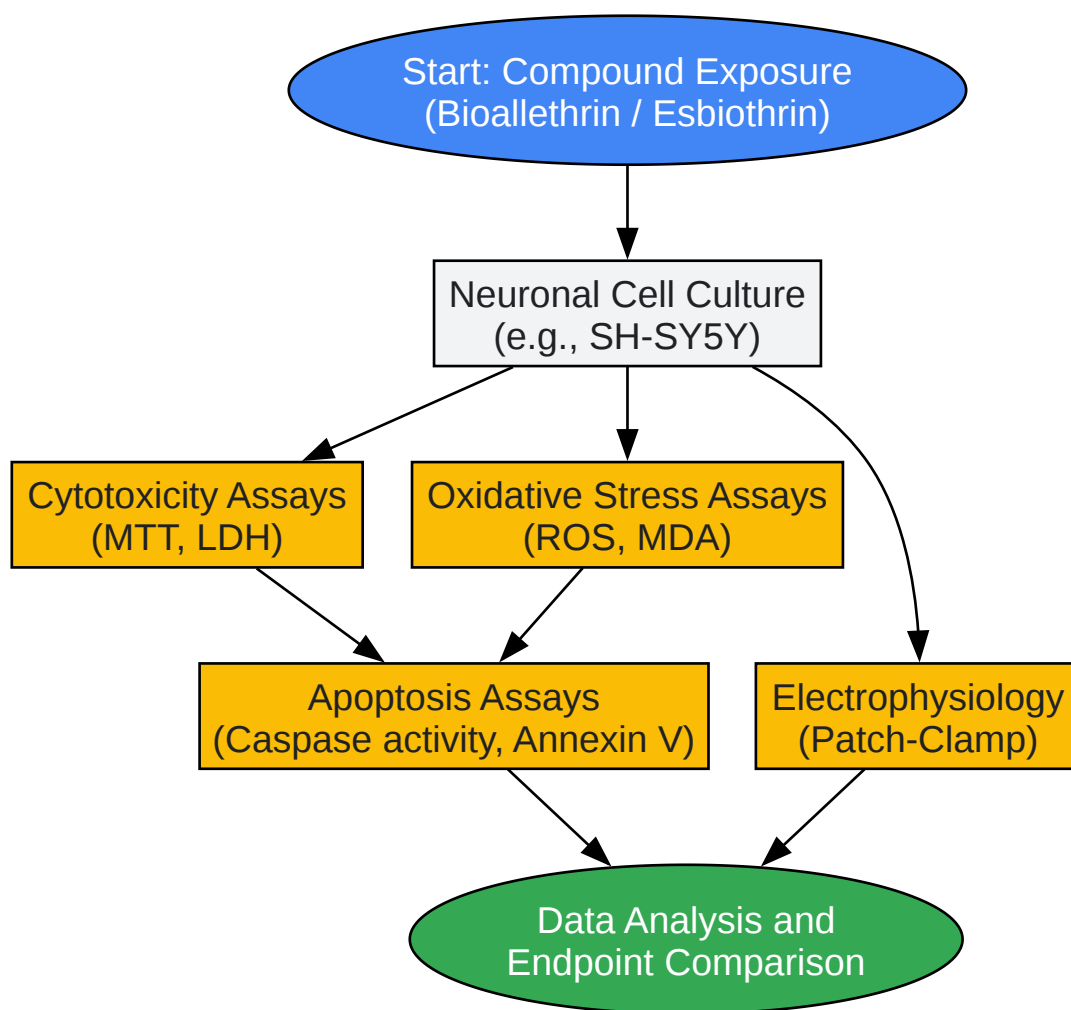 Start: Compound Exposure
(Bioallethrin / Esbiothrin)
Neuronal Cell Culture
(e.g., SH-SY5Y)
Cytotoxicity Assays
(MTT, LDH)
Oxidative Stress Assays
(ROS, MDA)
Apoptosis Assays
(Caspase activity, Annexin V)
Electrophysiology
(Patch-Clamp)
Data Analysis and
Endpoint Comparison